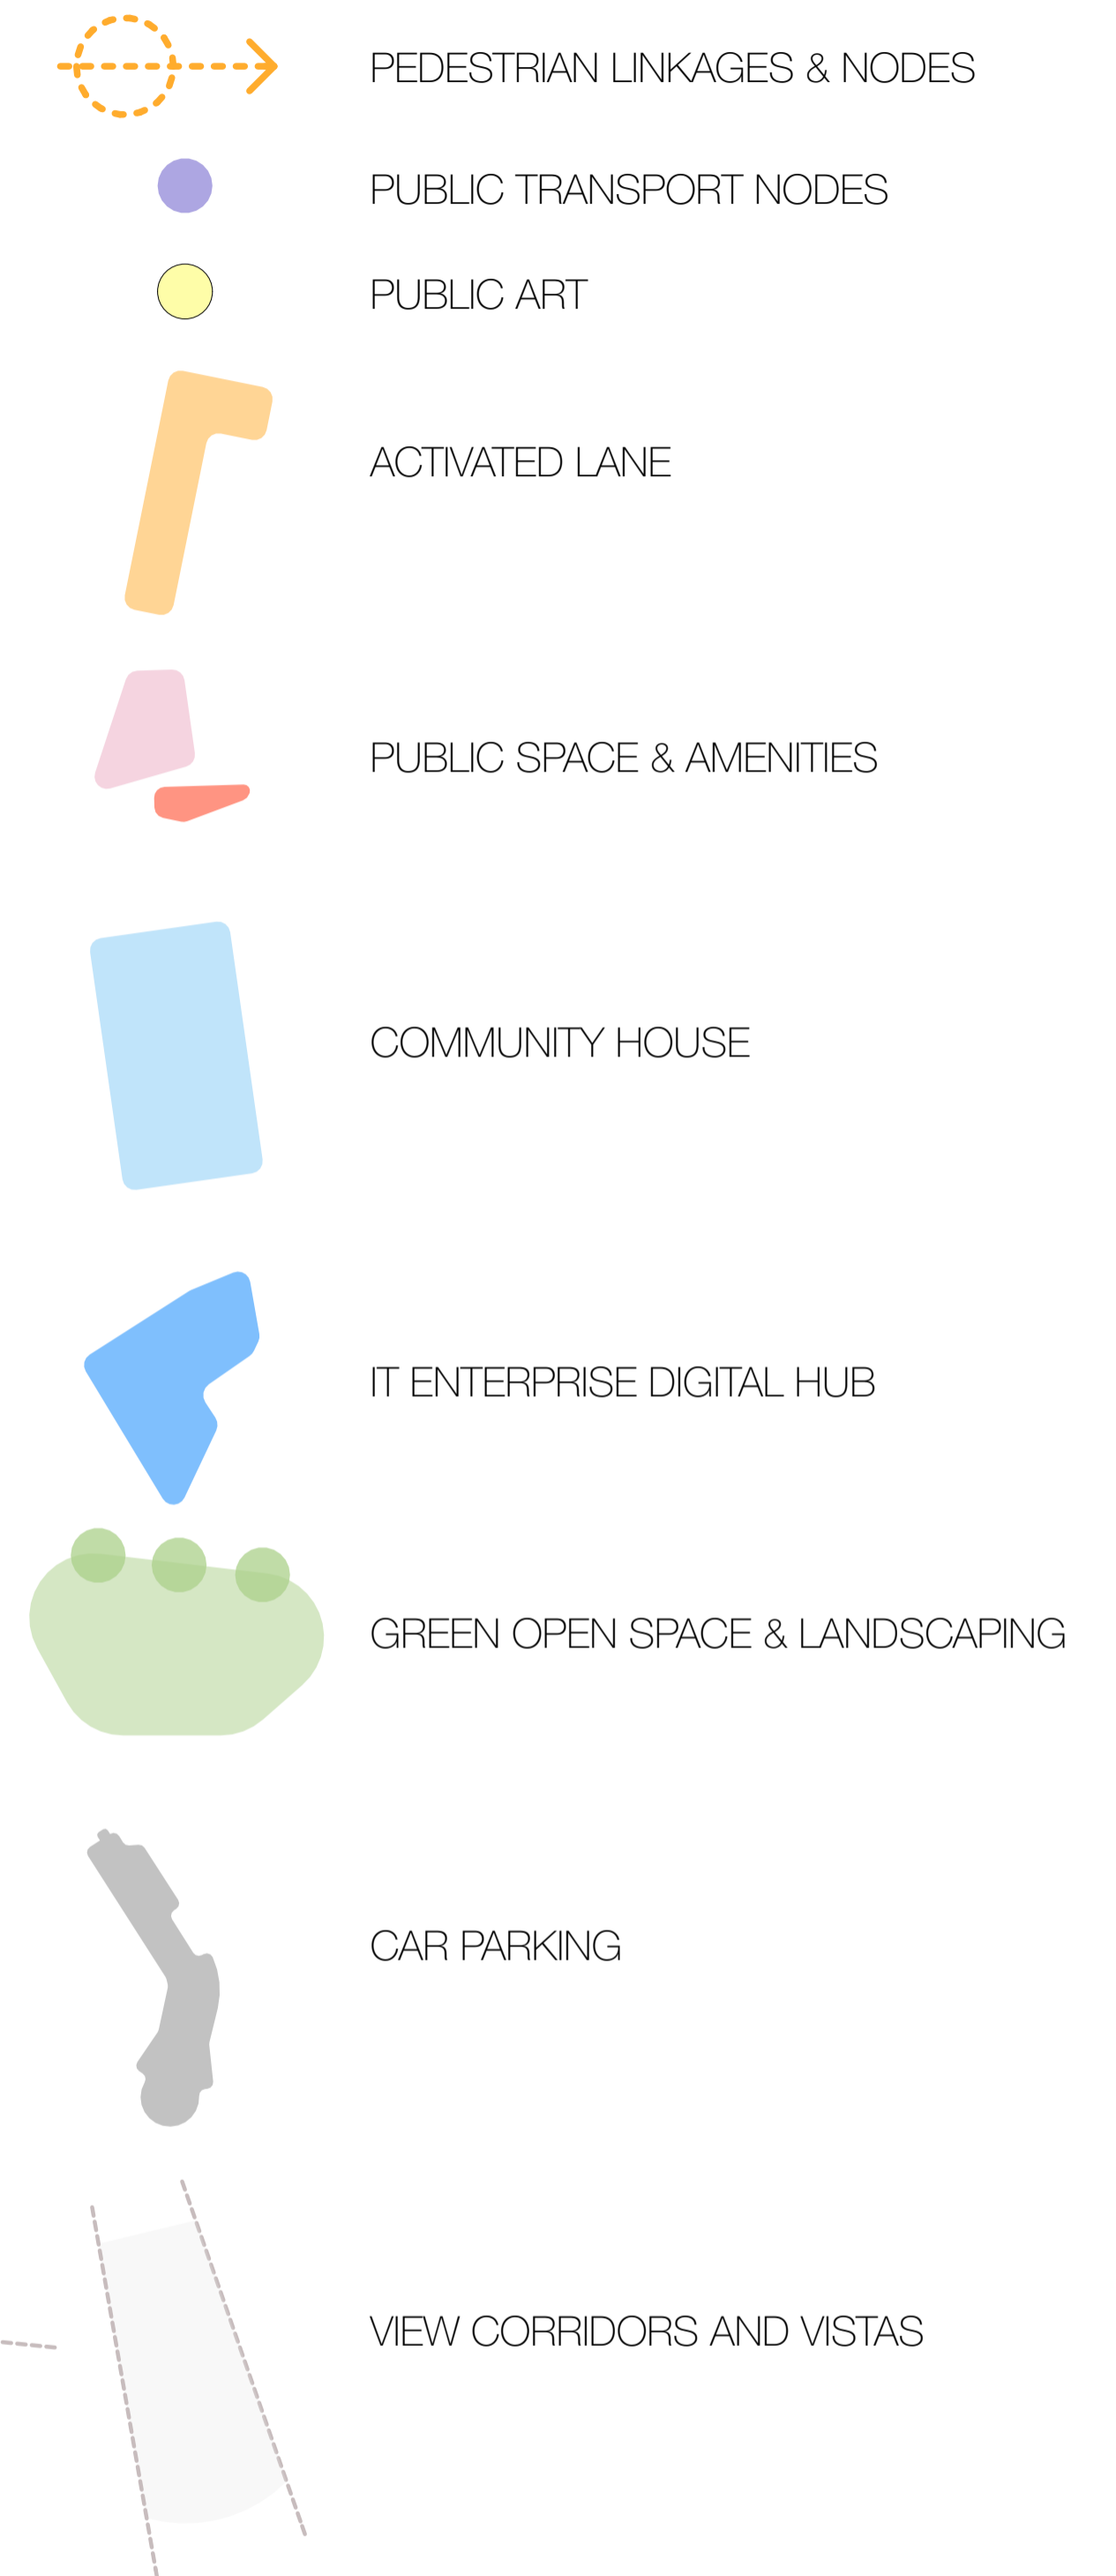 PEDESTRIAN LINKAGES & NODES
PUBLIC TRANSPORT NODES
PUBLIC ART
ACTIVATED LANE
PUBLIC SPACE & AMENITIES
COMMUNITY HOUSE
IT ENTERPRISE DIGITAL HUB
GREEN OPEN SPACE & LANDSCAPING
CAR PARKING
VIEW CORRIDORS AND VISTAS